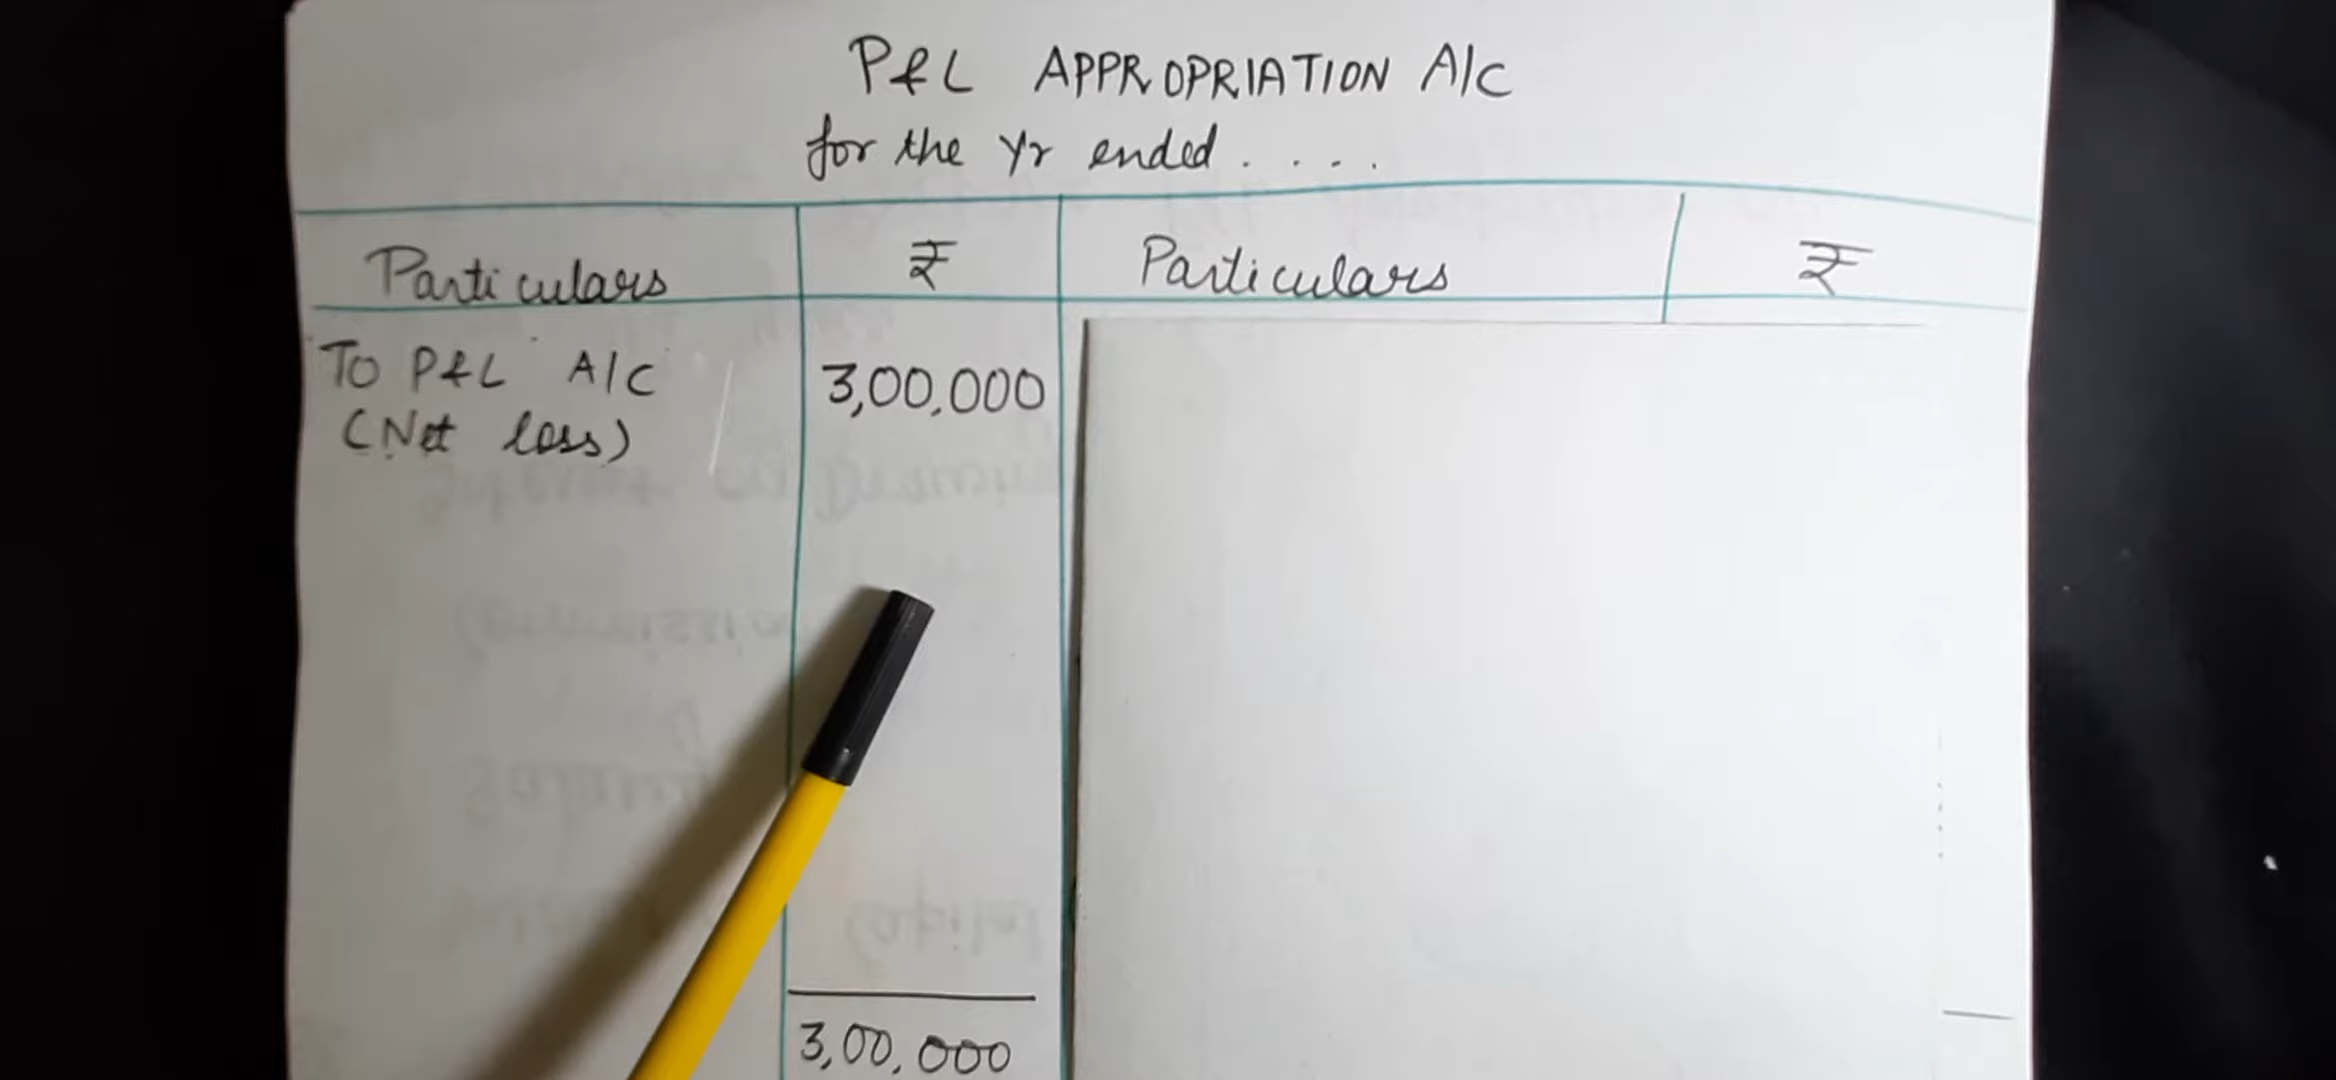 P&L APPROPRIATION A/C
for the Yr ended . . . .
Particulars ₹ Particulars ₹
To P&L A/C 3,00,000
(Net loss)
3,00,000